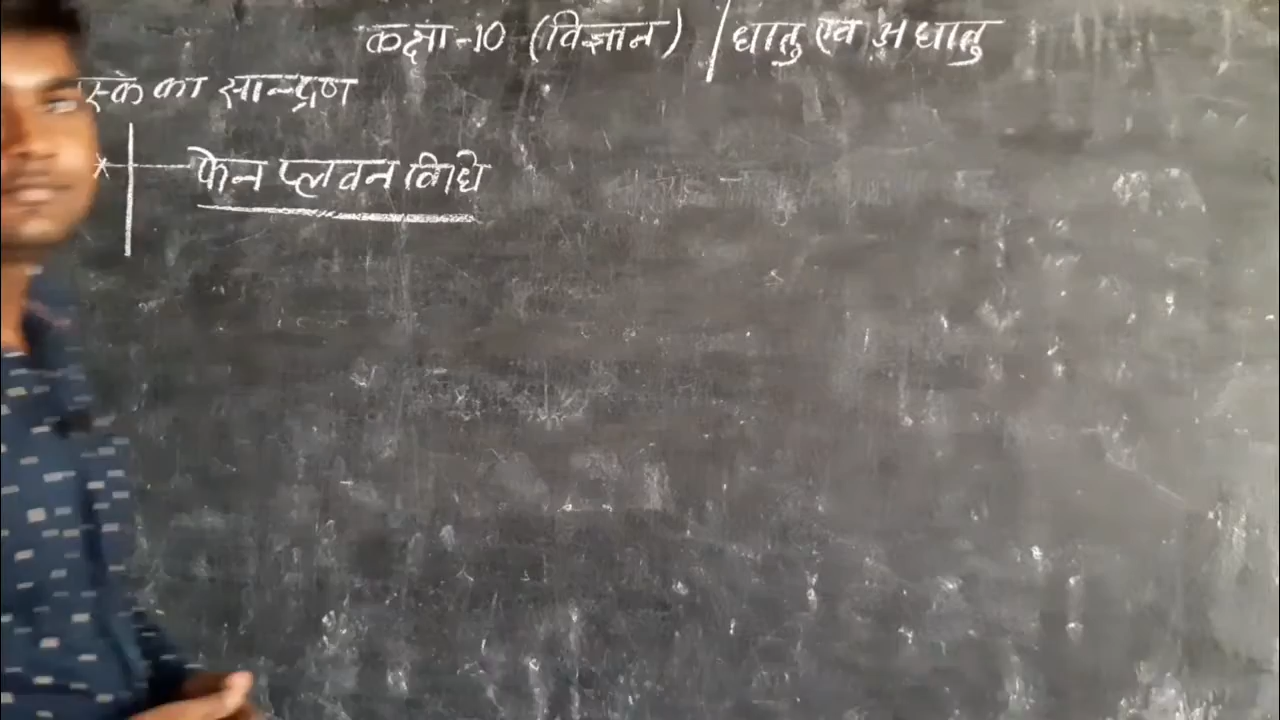 कक्षा-10 (विज्ञान) / धातु एवं अधातु
का सान्द्रण
फेन प्लवन विधि